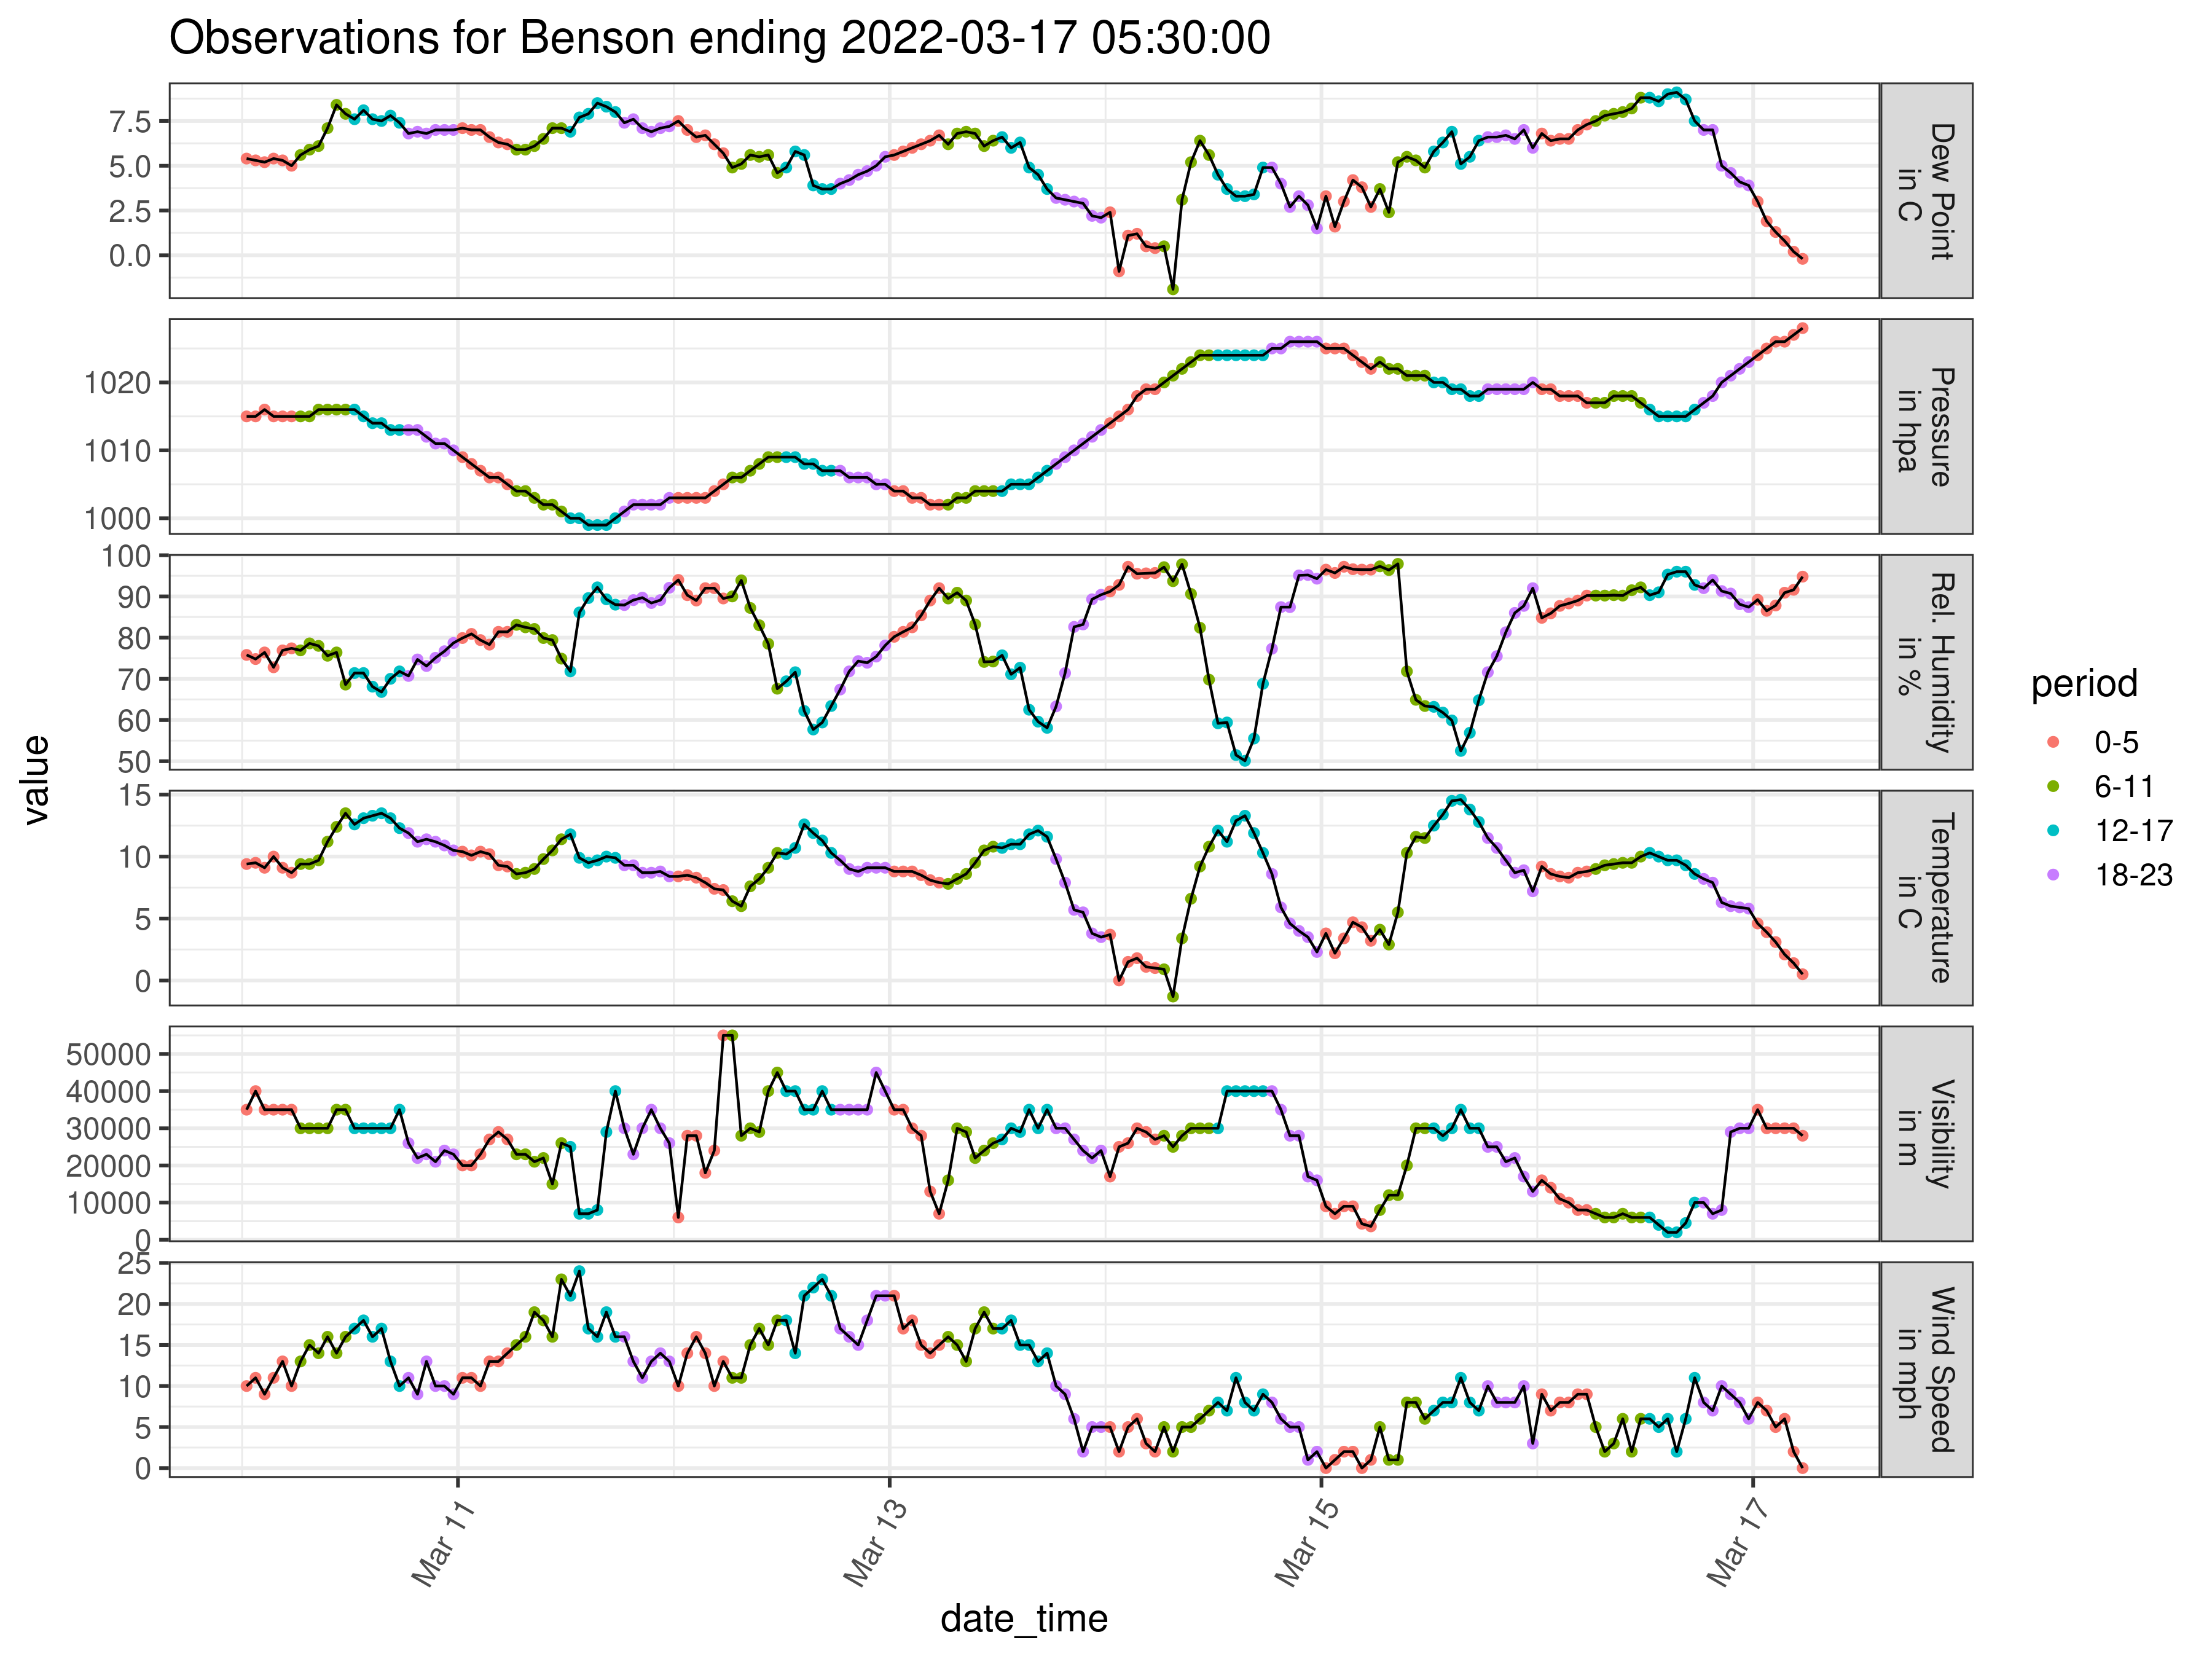 Observations for Benson ending 2022-03-17 05:30:00
7.5
5.0
2.5
0.0
Dew Point
in C
1020
1010
1000
Pressure
in hpa
100
90
80
70
60
50
Rel. Humidity
in %
15
10
5
0
Temperature
in C
50000
40000
30000
20000
10000
0
Visibility
in m
25
20
15
10
5
0
Wind Speed
in mph
value
Mar 11
Mar 13
Mar 15
Mar 17
date_time
period
0-5
6-11
12-17
18-23